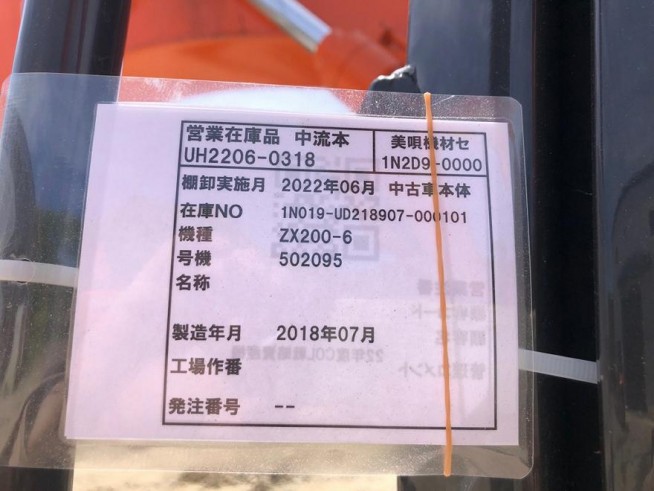 営業在庫品 中流本 美唄機材セ
UH2206-0318 1N2D9-0000
棚卸実施月 2022年06月 中古車本体
在庫NO 1N019-UD218907-000101
機種 ZX200-6
号機 502095
名称
製造年月 2018年07月
工場作番
発注番号 --